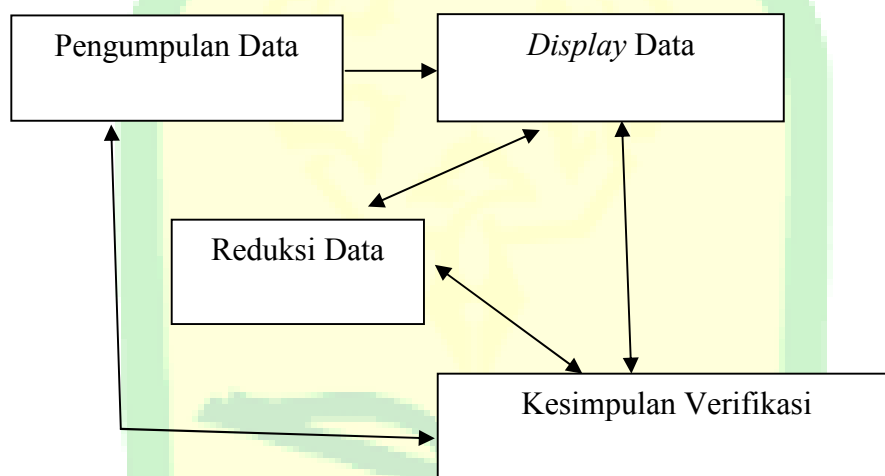 Pengumpulan Data
Display Data
Reduksi Data
Kesimpulan Verifikasi